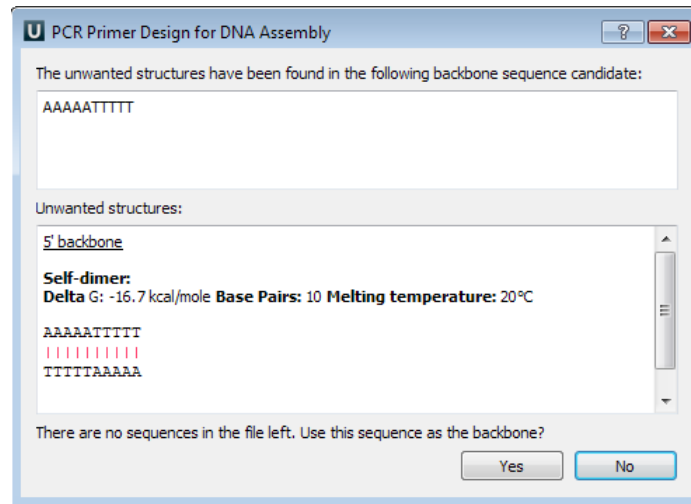 U PCR Primer Design for DNA Assembly
The unwanted structures have been found in the following backbone sequence candidate:
AAAAATTTTT
Unwanted structures:
5' backbone
Self-dimer:
Delta G: -16.7 kcal/mole Base Pairs: 10 Melting temperature: 20°C
AAAAATTTTT
||||||||||
TTTTTAAAAA
There are no sequences in the file left. Use this sequence as the backbone?
Yes No